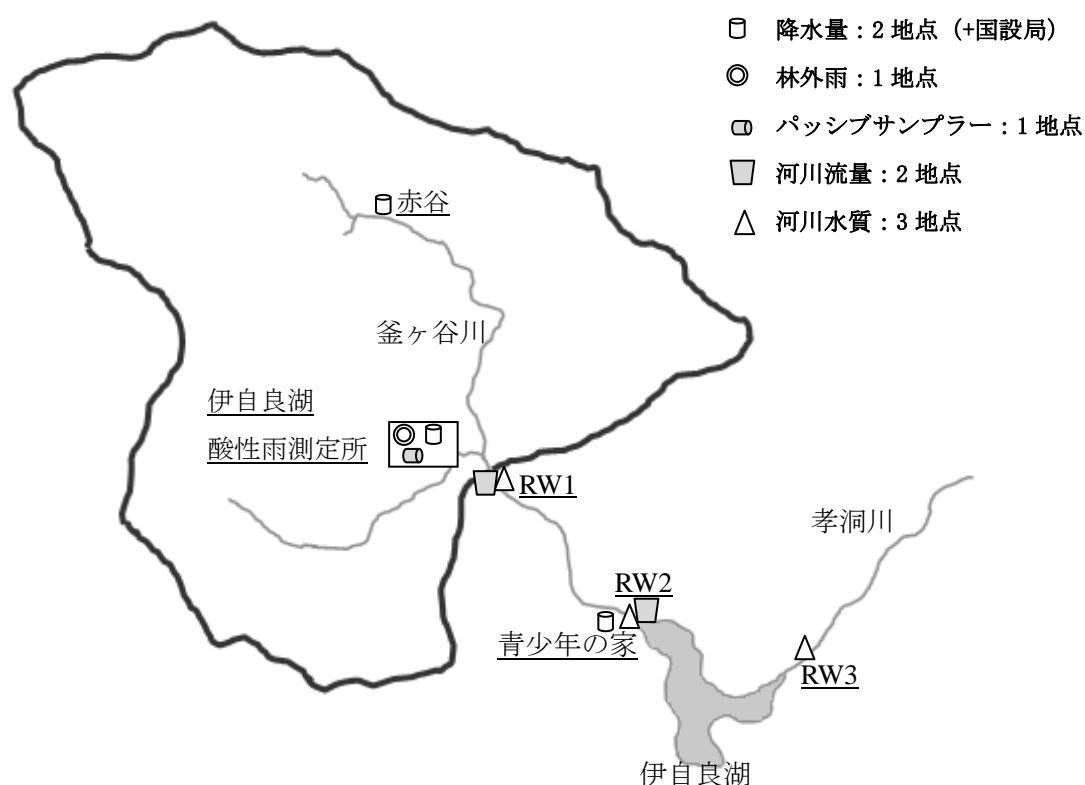 降水量：2 地点（+国設局）
林外雨：1 地点
パッシブサンプラー：1 地点
河川流量：2 地点
河川水質：3 地点
赤谷
釜ヶ谷川
伊自良湖
酸性雨測定所
RW1
孝洞川
RW2
青少年の家
RW3
伊自良湖